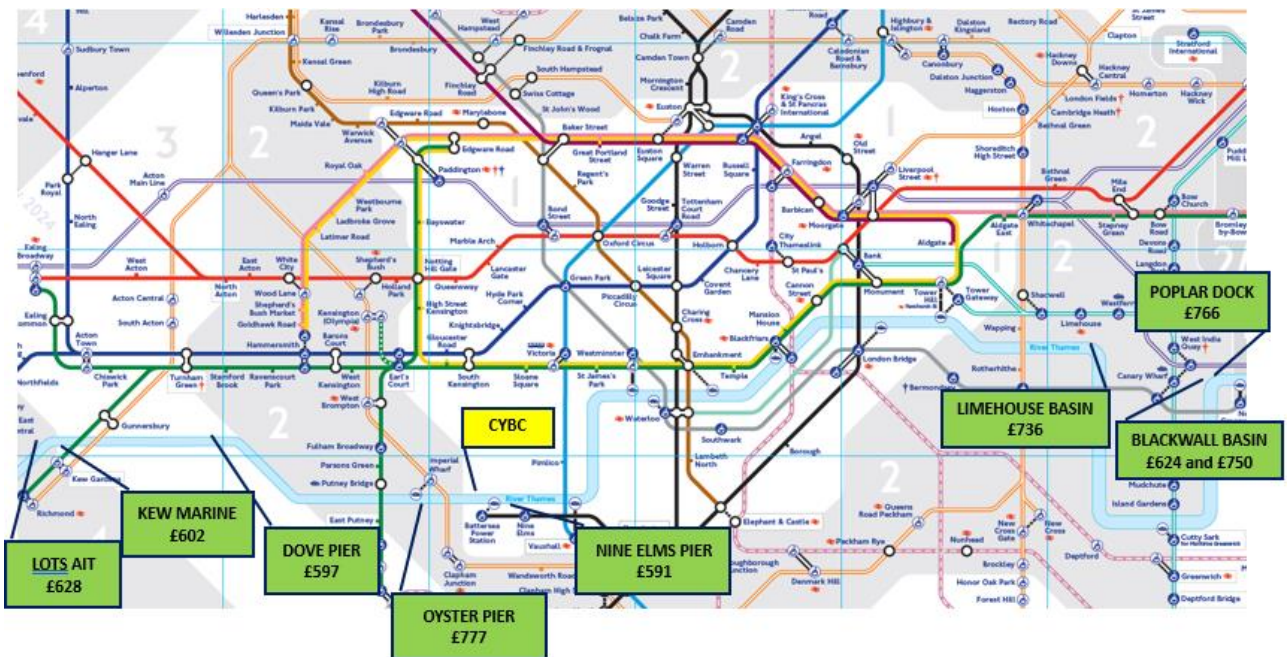 Harlesden
Willesden Junction
Kensal Rise
Brondesbury Park
Brondesbury
West Hampstead
Finchley Road & Frognal
Belsize Park
Chalk Farm
Camden Road
Caledonian Road & Barnsbury
Highbury & Islington
Canonbury
Dalston Kingsland
Dalston Junction
Rectory Road
Hackney Downs
Hackney Central
Clapton
St James Street
Stratford International
Sudbury Town
Alperton
Kensal Green
Queen's Park
Kilburn High Road
Kilburn Park
Maida Vale
Warwick Avenue
Royal Oak
Finchley Road
South Hampstead
Swiss Cottage
St John's Wood
Edgware Road
Marylebone
Baker Street
Camden Town
Mornington Crescent
Euston
King's Cross & St Pancras International
Haggerston
Hoxton
London Fields
Cambridge Heath
Bethnal Green
Homerton
Hackney Wick
Hanger Lane
Park Royal
North Ealing
Acton Main Line
Paddington
Edgware Road
Great Portland Street
Euston Square
Warren Street
Regent's Park
Russell Square
Angel
Old Street
Farringdon
Barbican
Moorgate
Liverpool Street
Shoreditch High Street
Bethnal Green
Mile End
Bow Church
Bow Road
Stepney Green
Bromley-by-Bow
Devons Road
Westbourne Park
Ladbroke Grove
Latimer Road
Bayswater
Bond Street
Goodge Street
Tottenham Court Road
Oxford Circus
Holborn
Chancery Lane
St Paul's
City Thameslink
Bank
Aldgate
Aldgate East
Whitechapel
Ealing Broadway
West Acton
North Acton
East Acton
White City
Wood Lane
Shepherd's Bush Market
Goldhawk Road
Shepherd's Bush
Holland Park
Notting Hill Gate
Queensway
Lancaster Gate
Marble Arch
High Street Kensington
Hyde Park Corner
Knightsbridge
Green Park
Piccadilly Circus
Leicester Square
Covent Garden
Charing Cross
Cannon Street
Mansion House
Monument
Tower Hill
Tower Gateway
Shadwell
Limehouse
Wapping
Rotherhithe
River Thames
West India Quay
Canary Wharf
Acton Central
South Acton
Ealing Common
Acton Town
Chiswick Park
Turnham Green
Stamford Brook
Ravenscourt Park
Hammersmith
Barons Court
West Kensington
Kensington (Olympia)
Earl's Court
Gloucester Road
South Kensington
Sloane Square
Victoria
St James's Park
Westminster
Embankment
Temple
Blackfriars
London Bridge
Waterloo
Southwark
Lambeth North
Borough
Northfields
Gunnersbury
Kew Gardens
Richmond
West Brompton
Fulham Broadway
Parsons Green
Putney Bridge
East Putney
Imperial Wharf
Clapham Junction
Wandsworth Road
Pimlico
River Thames
Battersea Power Station
Nine Elms
Vauxhall
Elephant & Castle
Denmark Hill
Peckham Rye
Queens Road Peckham
Nunhead
New Cross Gate
New Cross
Brockley
Honor Oak Park
Forest Hill
Deptford
Mudchute
Island Gardens
Cutty Sark
Greenwich
Deptford Bridge
3
2
1
4
POPLAR DOCK
£766
CYBC
LIMEHOUSE BASIN
£736
BLACKWALL BASIN
£624 and £750
KEW MARINE
£602
DOVE PIER
£597
NINE ELMS PIER
£591
LOTS AIT
£628
OYSTER PIER
£777